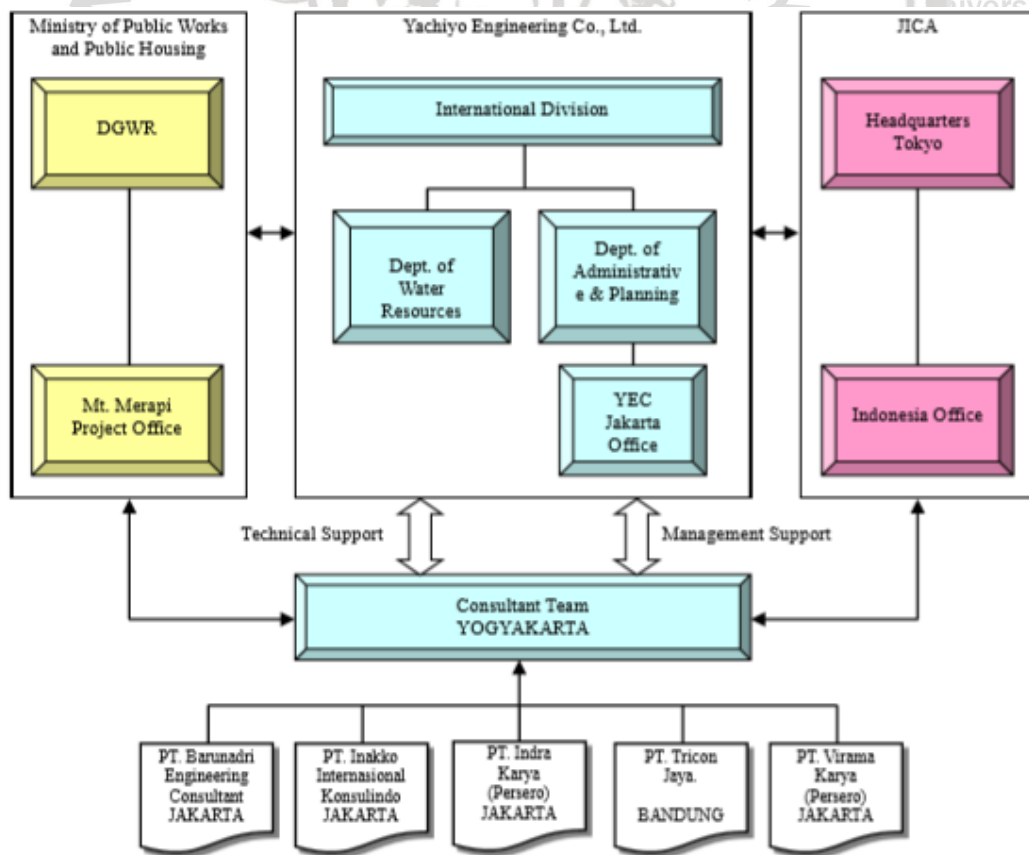 Ministry of Public Works
and Public Housing
DGWR
Mt. Merapi
Project Office
Yachiyo Engineering Co., Ltd.
International Division
Dept. of
Water
Resources
Dept. of
Administrativ
e & Planning
YEC
Jakarta
Office
JICA
Headquarters
Tokyo
Indonesia Office
Technical Support
Management Support
Consultant Team
YOGYAKARTA
PT. Barunadri
Engineering
Consultant
JAKARTA
PT. Inakko
Internasional
Konsulindo
JAKARTA
PT. Indra
Karya
(Persero)
JAKARTA
PT. Tricon
Jaya.
BANDUNG
PT. Virama
Karya
(Persero)
JAKARTA